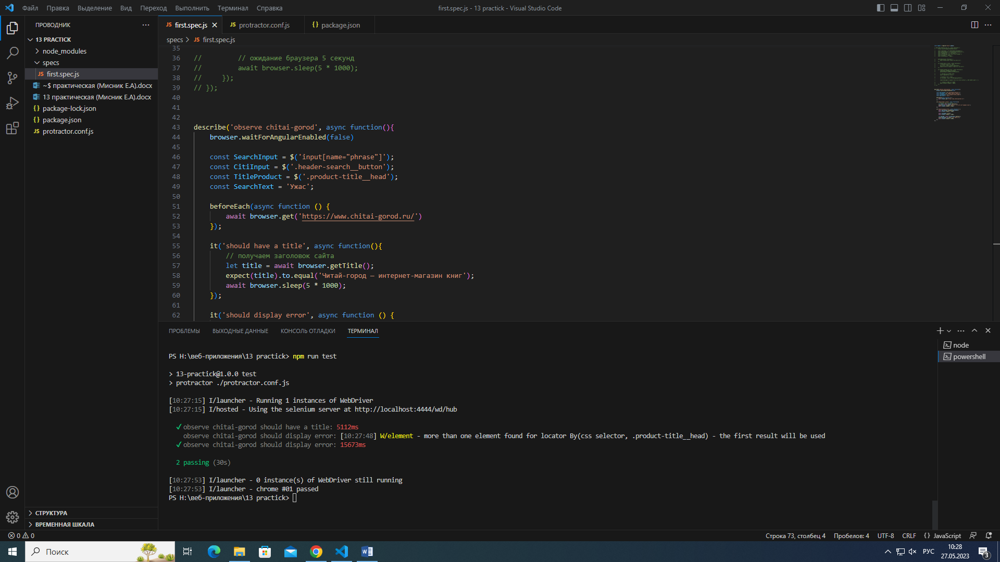 Файл Правка Выделение Вид Переход Выполнить Терминал Справка
first.spec.js - 13 practick - Visual Studio Code
ПРОВОДНИК
13 PRACTICK
node_modules
specs
JS first.spec.js
~$ практическая (Мисник Е.А).docx
13 практическая (Мисник Е.А).docx
{} package-lock.json
{} package.json
JS protractor.conf.js
СТРУКТУРА
ВРЕМЕННАЯ ШКАЛА
JS first.spec.js
JS protractor.conf.js
{} package.json
specs > JS first.spec.js
35
36 // // ожидание браузера 5 секунд
37 // await browser.sleep(5 * 1000);
38 // });
39 // });
40
41
42
43 describe('observe chitai-gorod', async function(){
44 browser.waitForAngularEnabled(false)
45
46 const SearchInput = $('input[name="phrase"]');
47 const CitiInput = $('.header-search__button');
48 const TitleProduct = $('.product-title__head');
49 const SearchText = 'Ужас';
50
51 beforeEach(async function () {
52 await browser.get('https://www.chitai-gorod.ru/')
53 });
54
55 it('should have a title', async function(){
56 // получаем заголовок сайта
57 let title = await browser.getTitle();
58 expect(title).to.equal('Читай-город — интернет-магазин книг');
59 await browser.sleep(5 * 1000);
60 });
61
62 it('should display error', async function () {
ПРОБЛЕМЫ ВЫХОДНЫЕ ДАННЫЕ КОНСОЛЬ ОТЛАДКИ ТЕРМИНАЛ
node
powershell
PS H:\веб-приложения\13 practick> npm run test
> 13-practick@1.0.0 test
> protractor ./protractor.conf.js
[10:27:15] I/launcher - Running 1 instances of WebDriver
[10:27:15] I/hosted - Using the selenium server at http://localhost:4444/wd/hub
✓ observe chitai-gorod should have a title: 5112ms
observe chitai-gorod should display error: [10:27:48] W/element - more than one element found for locator By(css selector, .product-title__head) - the first result will be used
✓ observe chitai-gorod should display error: 15673ms
2 passing (30s)
[10:27:53] I/launcher - 0 instance(s) of WebDriver still running
[10:27:53] I/launcher - chrome #01 passed
PS H:\веб-приложения\13 practick>
0 0
Строка 73, столбец 4 Пробелов: 4 UTF-8 CRLF {} JavaScript
Поиск
РУС
10:28
27.05.2023
3